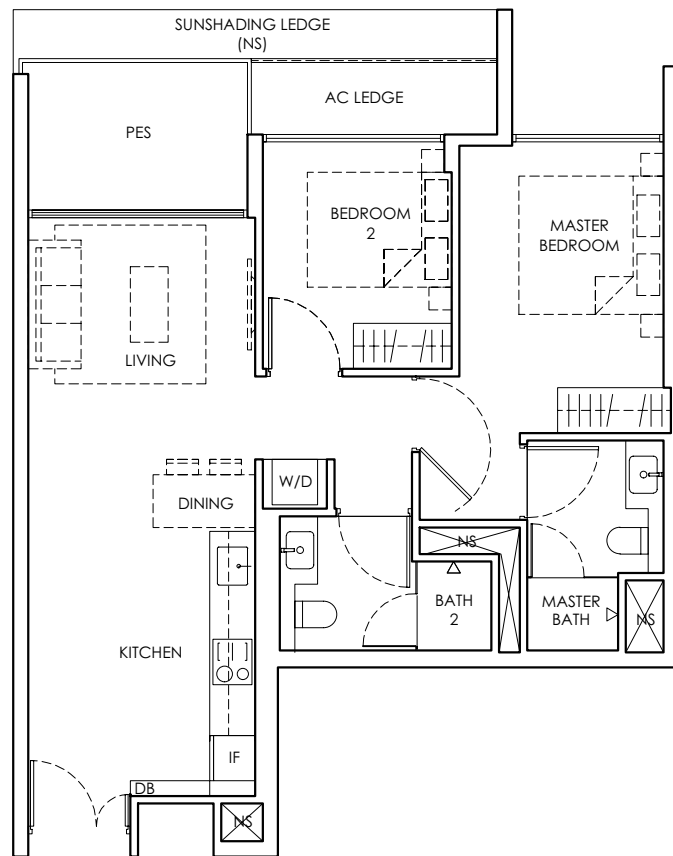 SUNSHADING LEDGE
(NS)
AC LEDGE
PES
BEDROOM
2
MASTER
BEDROOM
LIVING
W/D
DINING
NS
BATH
2
MASTER
BATH
NS
KITCHEN
IF
DB
NS